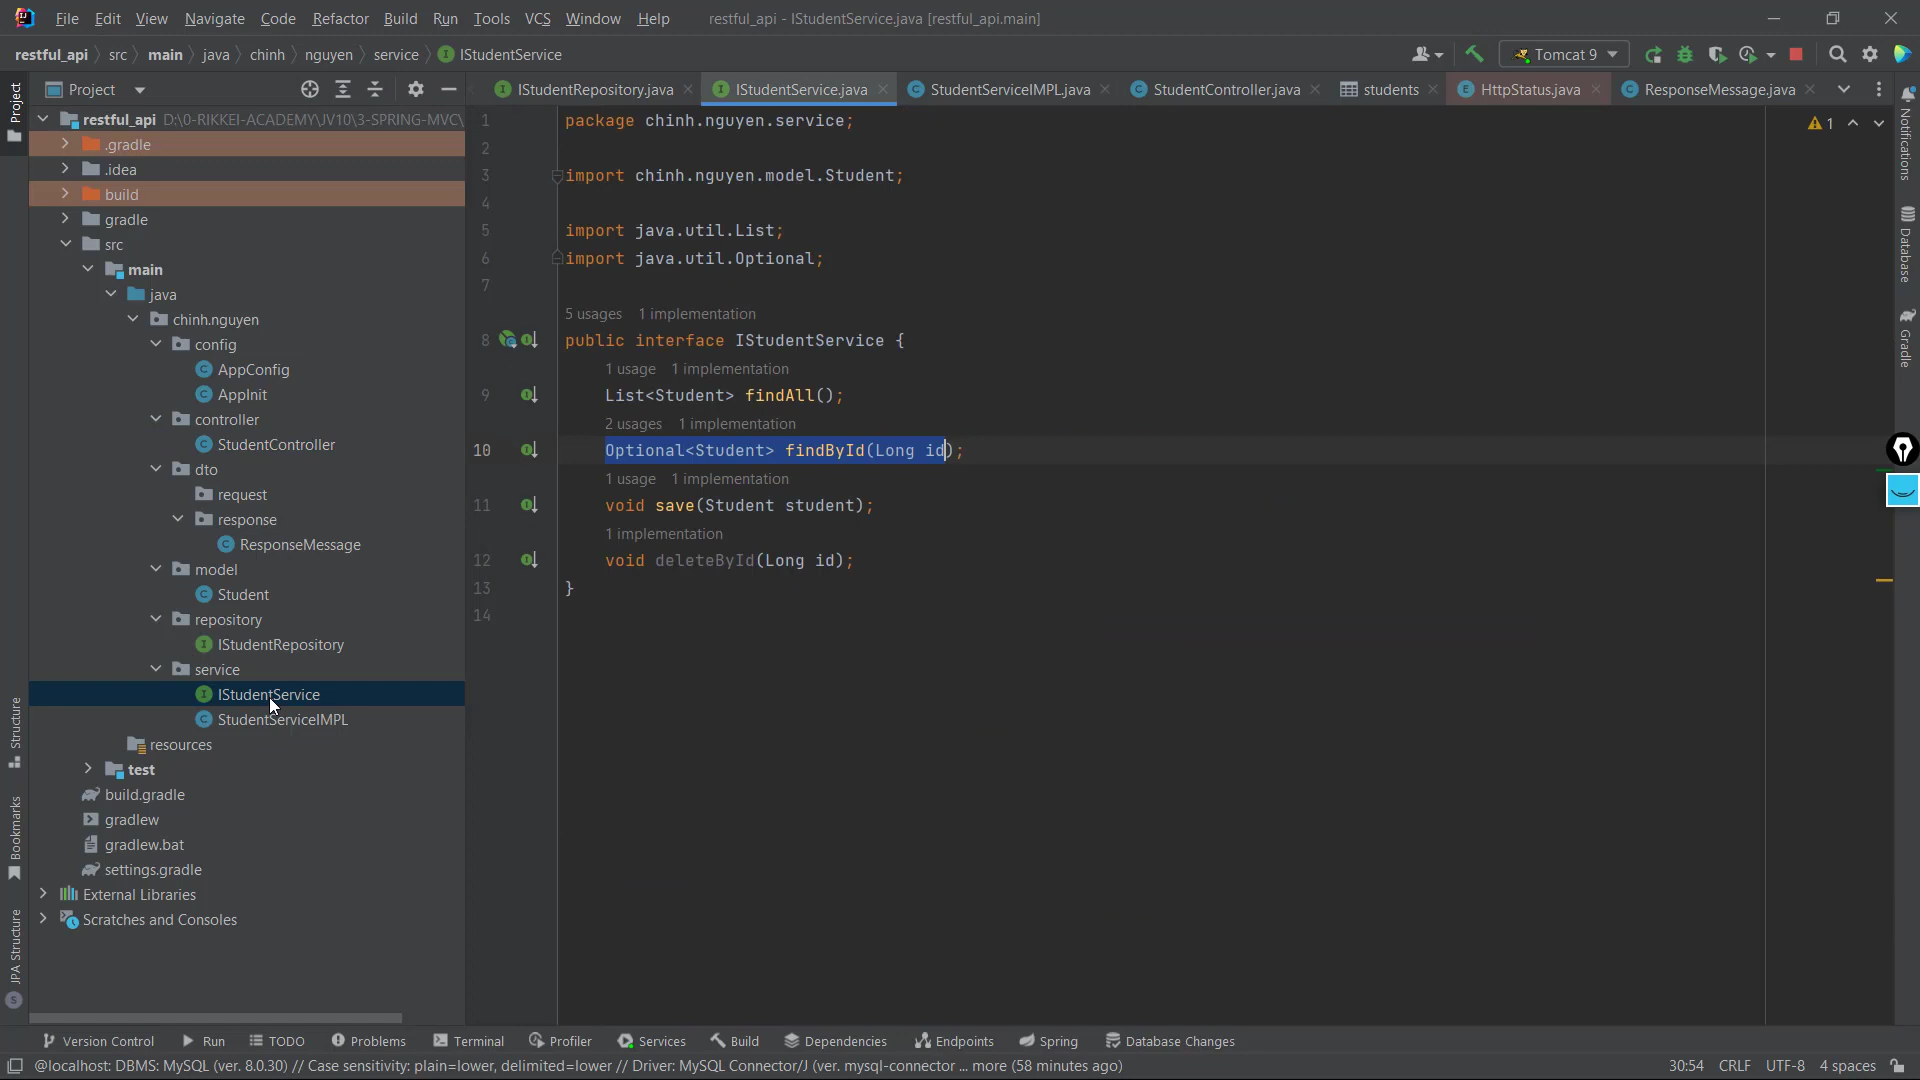 File Edit View Navigate Code Refactor Build Run Tools VCS Window Help restful_api - IStudentService.java [restful_api.main]
restful_api src main java chinh nguyen service IStudentService Tomcat 9
Project IStudentRepository.java IStudentService.java StudentServiceIMPL.java StudentController.java students HttpStatus.java ResponseMessage.java
restful_api D:\0-RIKKEI-ACADEMY\JV10\3-SPRING-MVC\
.gradle
.idea
build
gradle
src
main
java
chinh.nguyen
config
AppConfig
AppInit
controller
StudentController
dto
request
response
ResponseMessage
model
Student
repository
IStudentRepository
service
IStudentService
StudentServiceIMPL
resources
test
build.gradle
gradlew
gradlew.bat
settings.gradle
External Libraries
Scratches and Consoles
1 package chinh.nguyen.service;
2
3 import chinh.nguyen.model.Student;
4
5 import java.util.List;
6 import java.util.Optional;
7
5 usages 1 implementation
8 public interface IStudentService {
1 usage 1 implementation
9 List<Student> findAll();
2 usages 1 implementation
10 Optional<Student> findById(Long id);
1 usage 1 implementation
11 void save(Student student);
1 implementation
12 void deleteById(Long id);
13 }
14
1
Project
Structure
Bookmarks
JPA Structure
Notifications
Database
Gradle
Version Control Run TODO Problems Terminal Profiler Services Build Dependencies Endpoints Spring Database Changes
@localhost: DBMS: MySQL (ver. 8.0.30) // Case sensitivity: plain=lower, delimited=lower // Driver: MySQL Connector/J (ver. mysql-connector ... more (58 minutes ago) 30:54 CRLF UTF-8 4 spaces